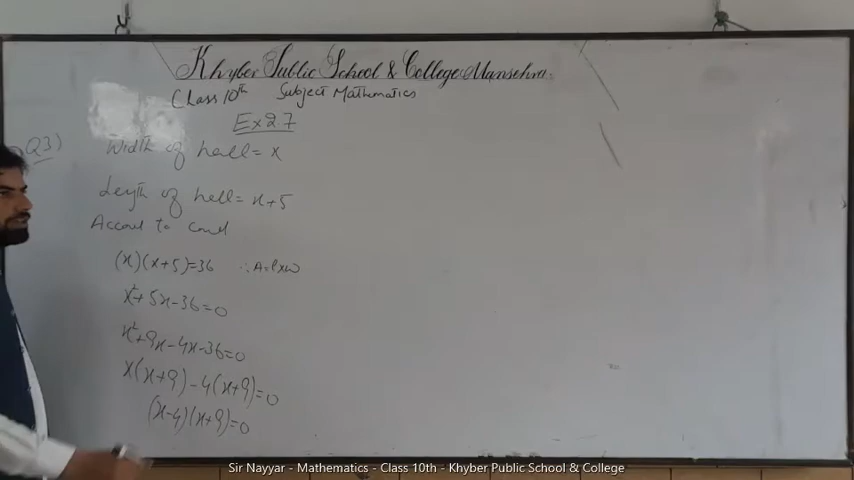 Khyber Public School & College Mansehra.
Class 10th Subject Mathematics
Ex 2.7
Q3)
Width of hall = x
Length of hall = x+5
Accord to cond
(x)(x+5)=36 ∴ A=l×w
x²+5x-36=0
x²+9x-4x-36=0
x(x+9)-4(x+9)=0
(x-4)(x+9)=0
Sir Nayyar - Mathematics - Class 10th - Khyber Public School & College